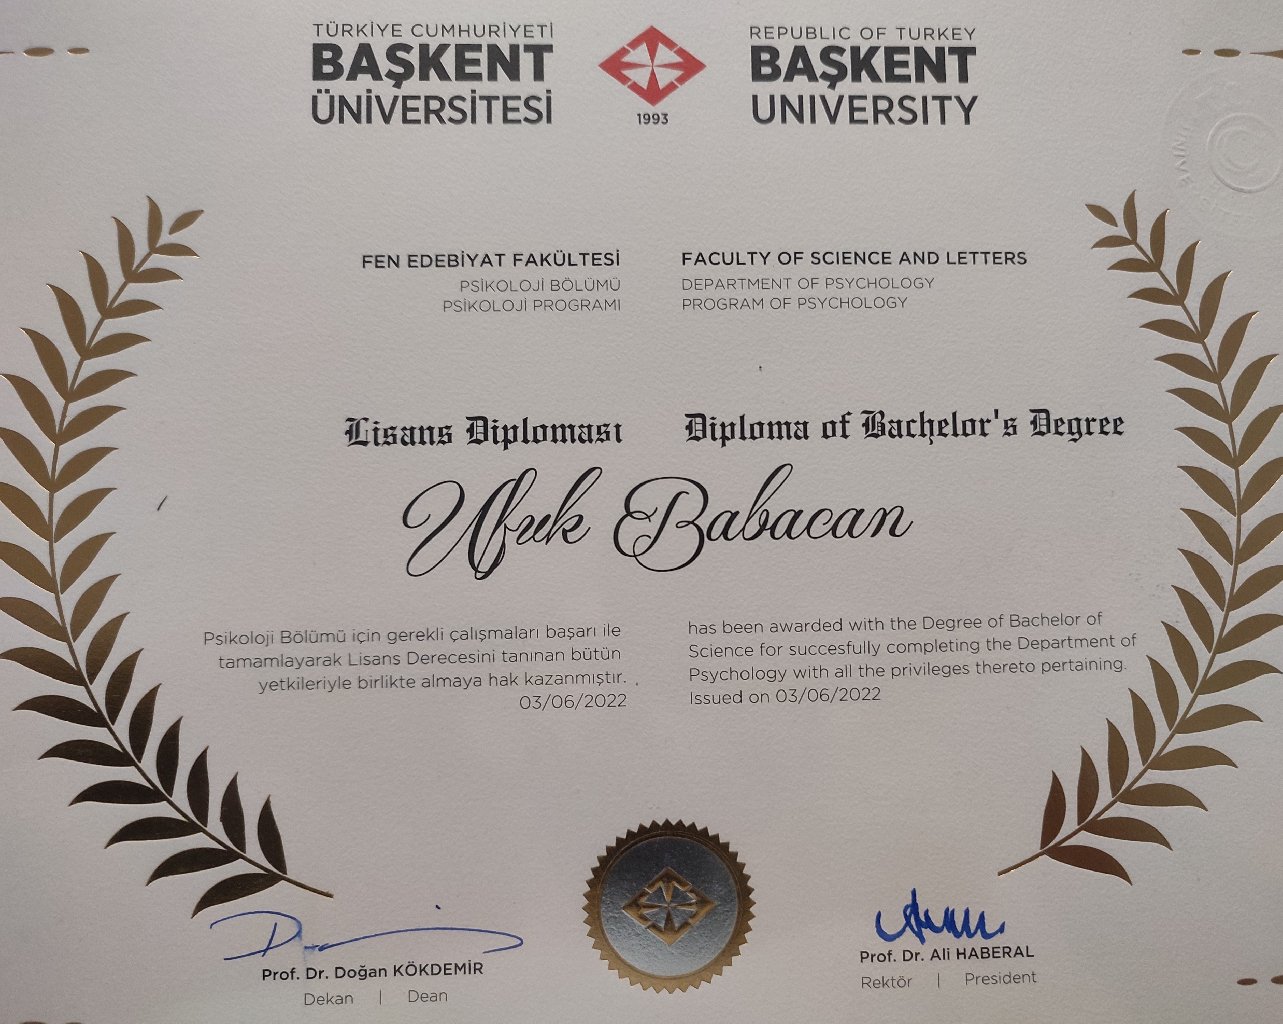 TÜRKİYE CUMHURİYETİ
BAŞKENT
ÜNİVERSİTESİ
1993
REPUBLIC OF TURKEY
BAŞKENT
UNIVERSITY
FEN EDEBİYAT FAKÜLTESİ
PSİKOLOJİ BÖLÜMÜ
PSİKOLOJİ PROGRAMI
FACULTY OF SCIENCE AND LETTERS
DEPARTMENT OF PSYCHOLOGY
PROGRAM OF PSYCHOLOGY
Lisans Diploması
Diploma of Bachelor's Degree
Ufuk Babacan
Psikoloji Bölümü için gerekli çalışmaları başarı ile
tamamlayarak Lisans Derecesini tanınan bütün
yetkileriyle birlikte almaya hak kazanmıştır.
03/06/2022
has been awarded with the Degree of Bachelor of
Science for succesfully completing the Department of
Psychology with all the privileges thereto pertaining.
Issued on 03/06/2022
Prof. Dr. Doğan KÖKDEMİR
Dekan | Dean
Prof. Dr. Ali HABERAL
Rektör | President